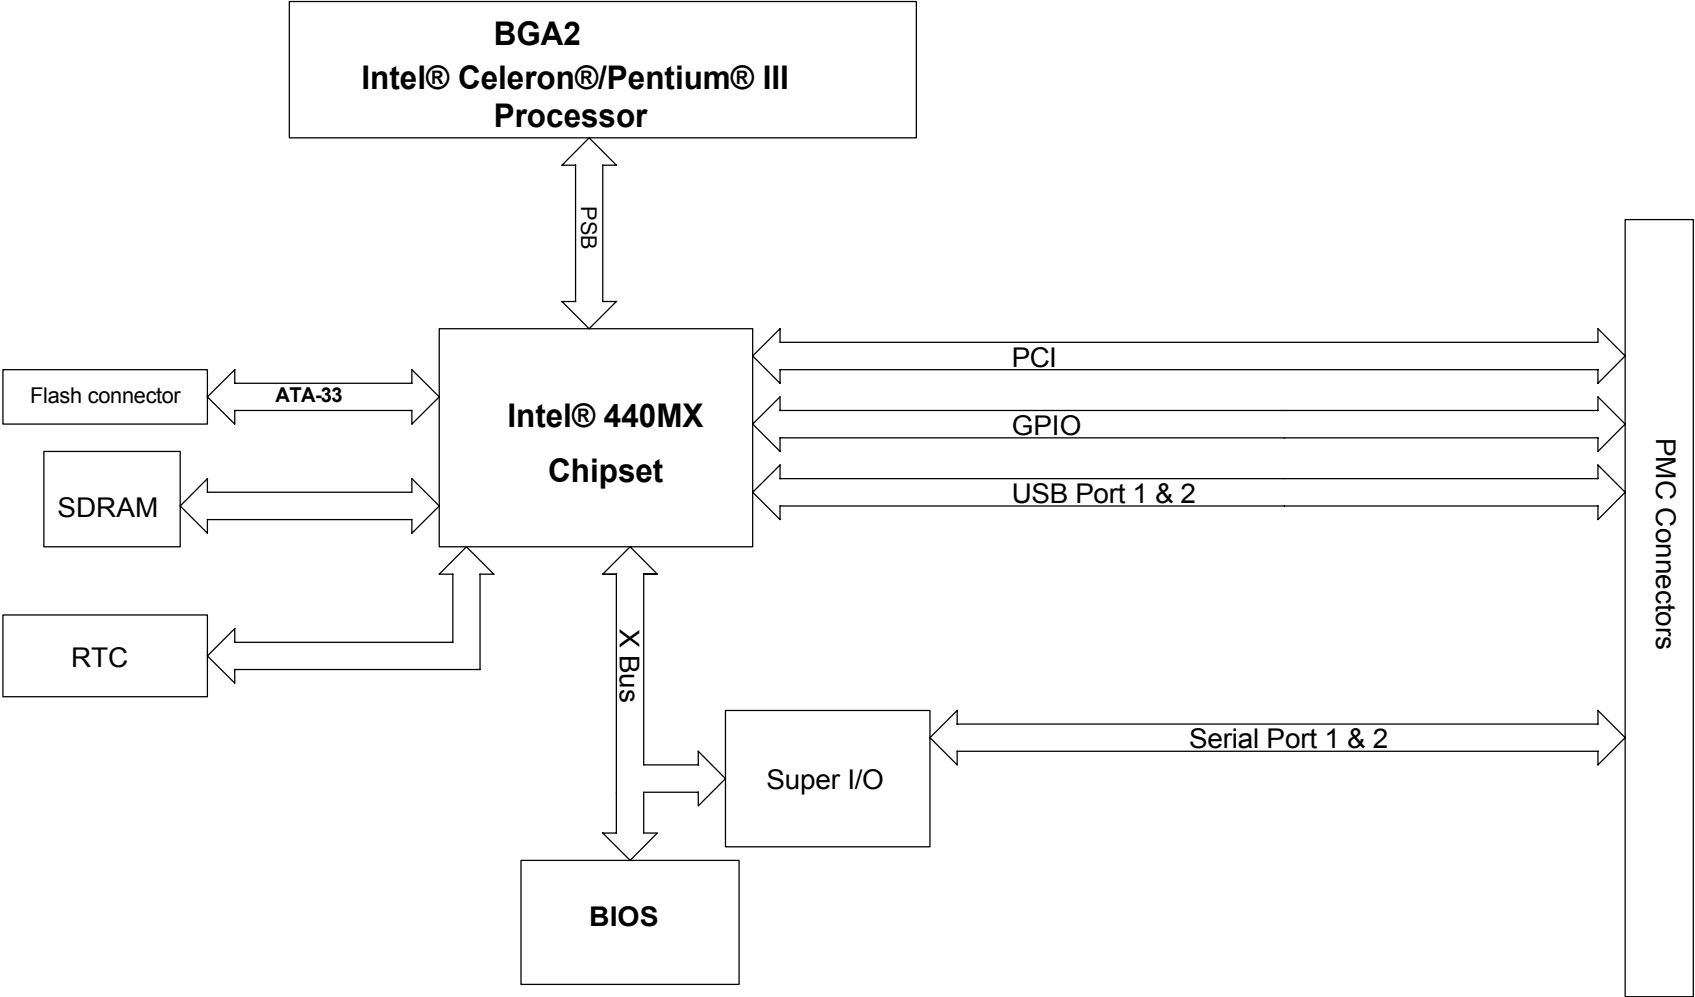 BGA2
Intel® Celeron®/Pentium® III
Processor
PSB
PCI
Flash connector
ATA-33
Intel® 440MX
Chipset
GPIO
SDRAM
USB Port 1 & 2
PMC Connectors
RTC
X Bus
Serial Port 1 & 2
Super I/O
BIOS